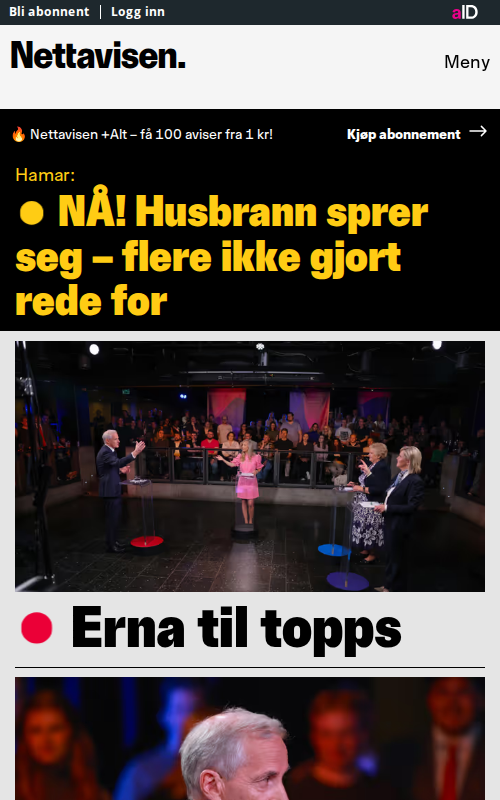 Bli abonnent | Logg inn
aID
Nettavisen.
Meny
🔥 Nettavisen +Alt – få 100 aviser fra 1 kr!
Kjøp abonnement →
Hamar:
● NÅ! Husbrann sprer
seg – flere ikke gjort
rede for
● Erna til topps